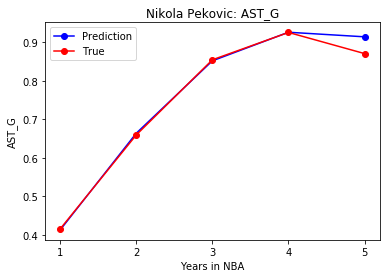 Nikola Pekovic: AST_G
Prediction
True
AST_G
0.9
0.8
0.7
0.6
0.5
0.4
1 2 3 4 5
Years in NBA